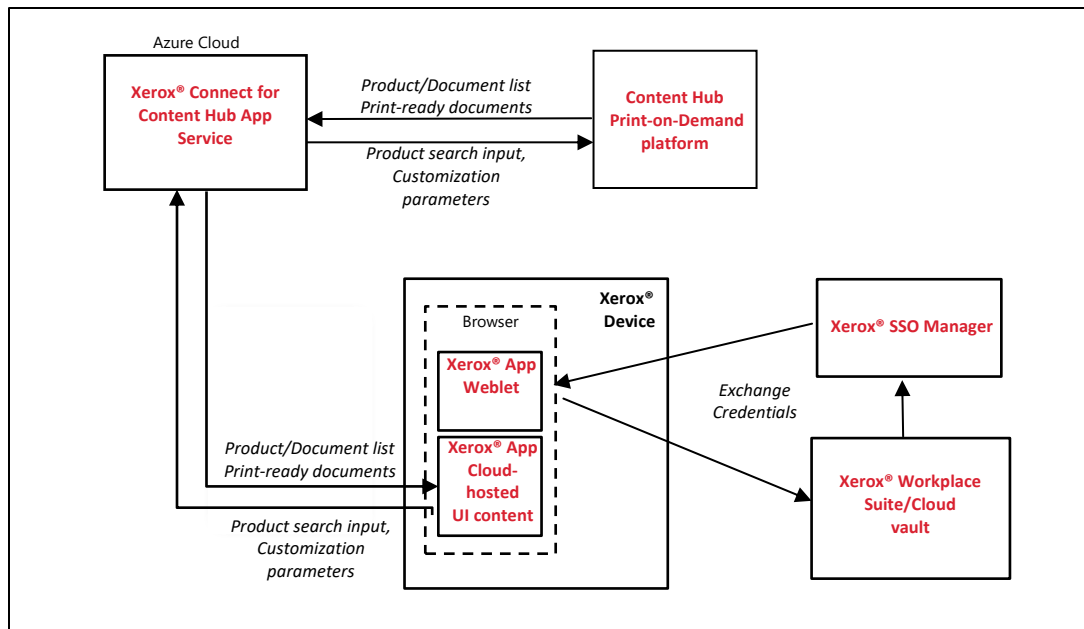 Azure Cloud
Xerox® Connect for
Content Hub App
Service
Product/Document list
Print-ready documents
Product search input,
Customization
parameters
Content Hub
Print-on-Demand
platform
Xerox®
Device
Browser
Xerox® App
Weblet
Xerox® App
Cloud-
hosted
UI content
Product/Document list
Print-ready documents
Product search input,
Customization
parameters
Xerox® SSO Manager
Exchange
Credentials
Xerox® Workplace
Suite/Cloud
vault